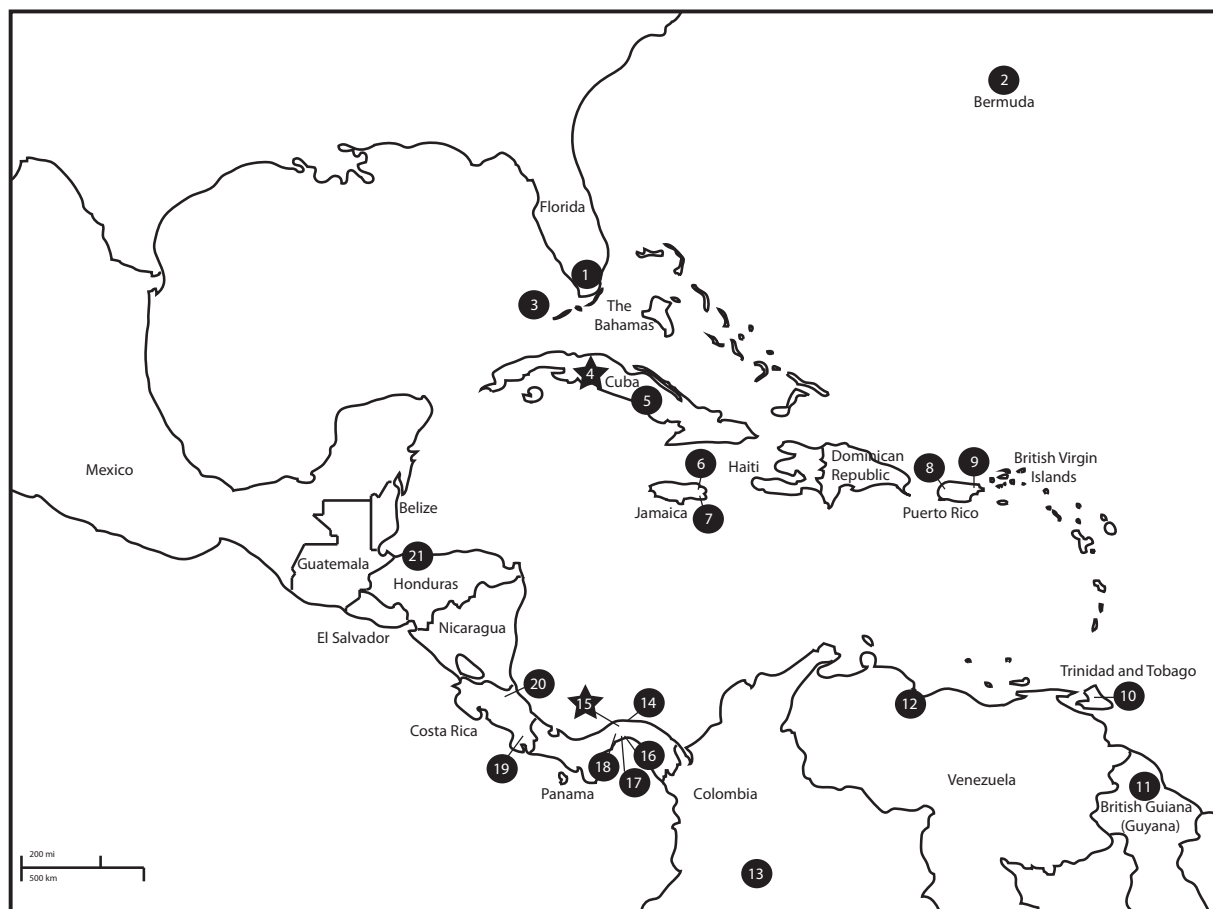 2
Bermuda
Florida
1
3
The
Bahamas
4
Cuba
5
Mexico
6
Haiti
Dominican
Republic
8
9
British Virgin
Islands
Jamaica
7
Puerto Rico
Belize
21
Guatemala
Honduras
El Salvador
Nicaragua
Trinidad and Tobago
20
15
14
12
10
Costa Rica
19
18
16
17
Panama
Colombia
Venezuela
11
British Guiana
(Guyana)
13
200 mi
500 km